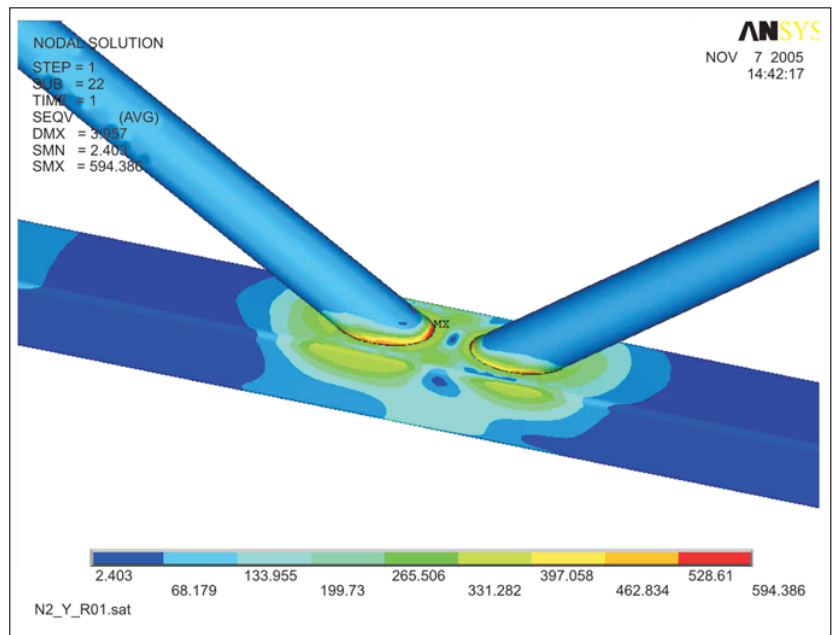 NODAL SOLUTION
STEP = 1
SUB = 22
TIME = 1
SEQV (AVG)
DMX = 3.957
SMN = 2.403
SMX = 594.386
ANSYS
NOV 7 2005
14:42:17
MX
2.403 133.955 265.506 397.058 528.61
68.179 199.73 331.282 462.834 594.386
N2_Y_R01.sat